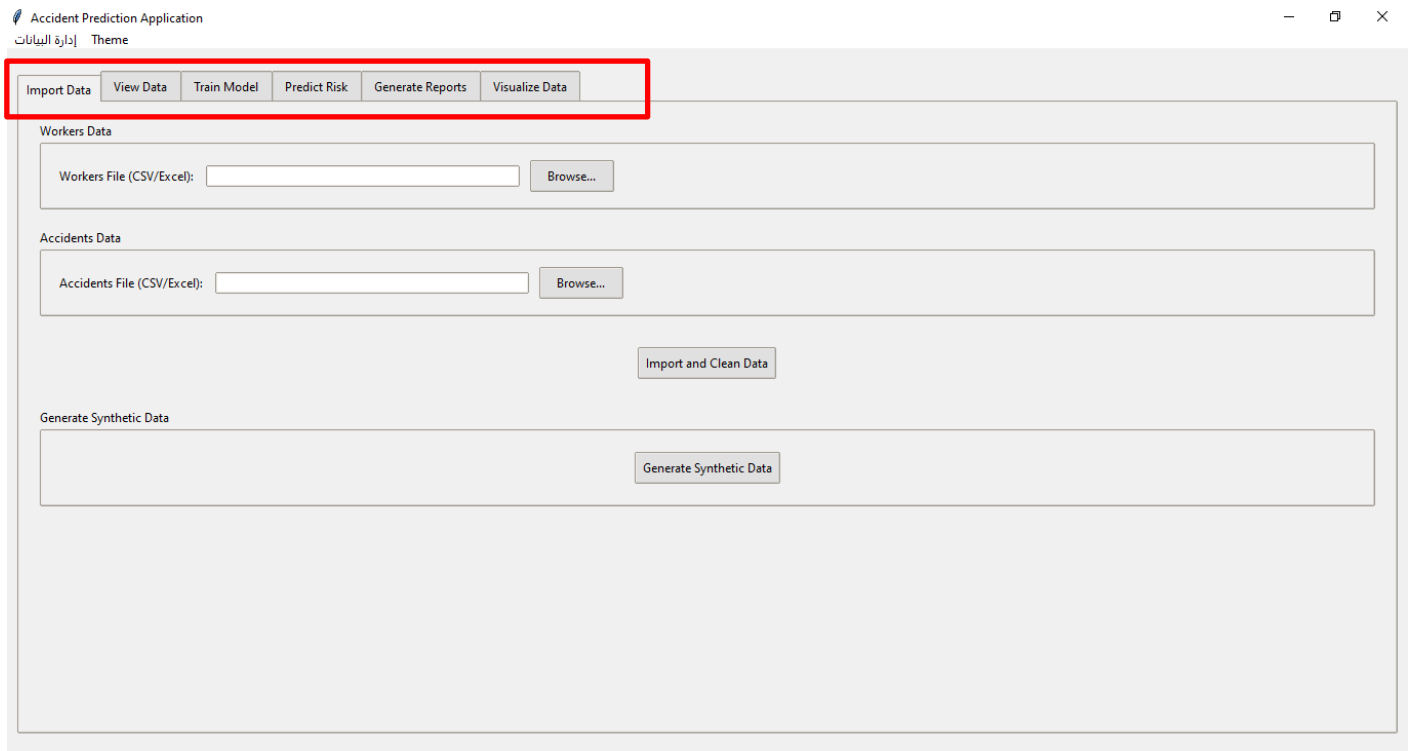 Accident Prediction Application
إدارة البيانات Theme
Import Data View Data Train Model Predict Risk Generate Reports Visualize Data
Workers Data
Workers File (CSV/Excel): Browse...
Accidents Data
Accidents File (CSV/Excel): Browse...
Import and Clean Data
Generate Synthetic Data
Generate Synthetic Data